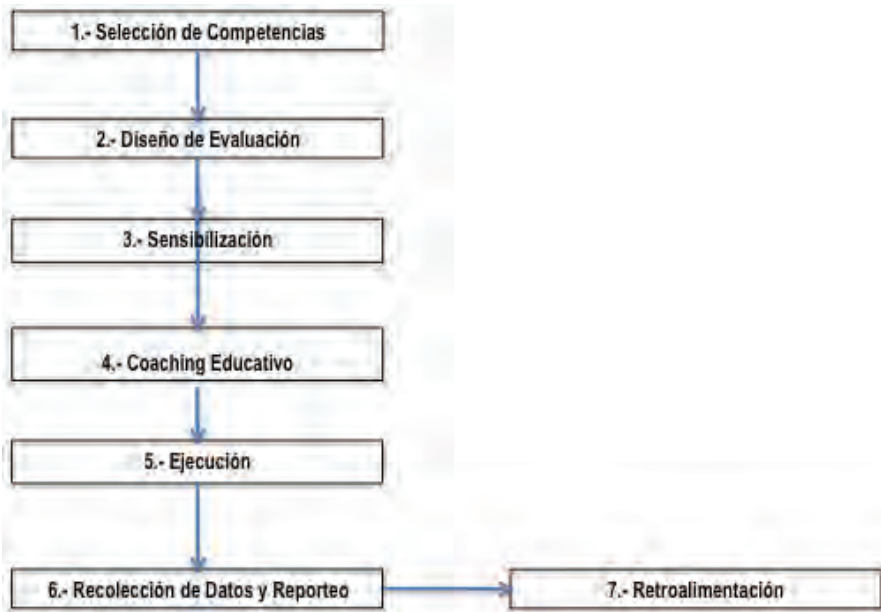 1.- Selección de Competencias
2.- Diseño de Evaluación
3.- Sensibilización
4.- Coaching Educativo
5.- Ejecución
6.- Recolección de Datos y Reporteo
7.- Retroalimentación